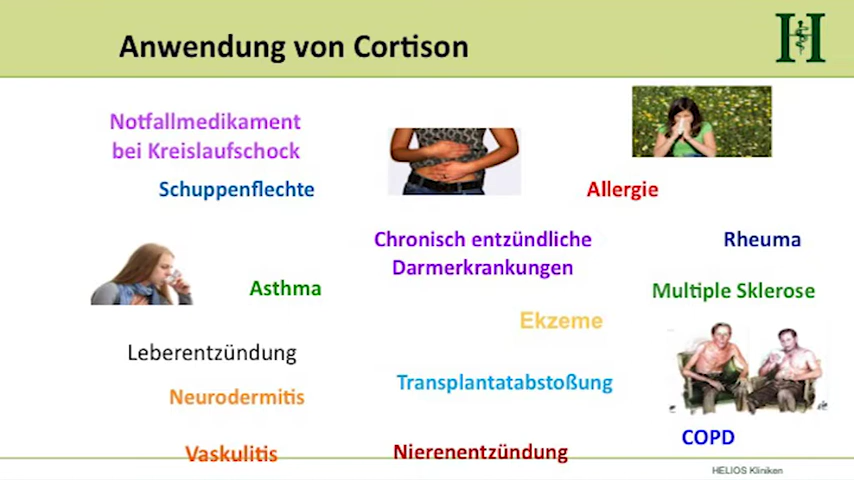 Anwendung von Cortison
H
Notfallmedikament
bei Kreislaufschock
Schuppenflechte
Allergie
Chronisch entzündliche
Darmerkrankungen
Rheuma
Asthma
Multiple Sklerose
Ekzeme
Leberentzündung
Transplantatabstoßung
Neurodermitis
COPD
Vaskulitis
Nierenentzündung
HELIOS Kliniken